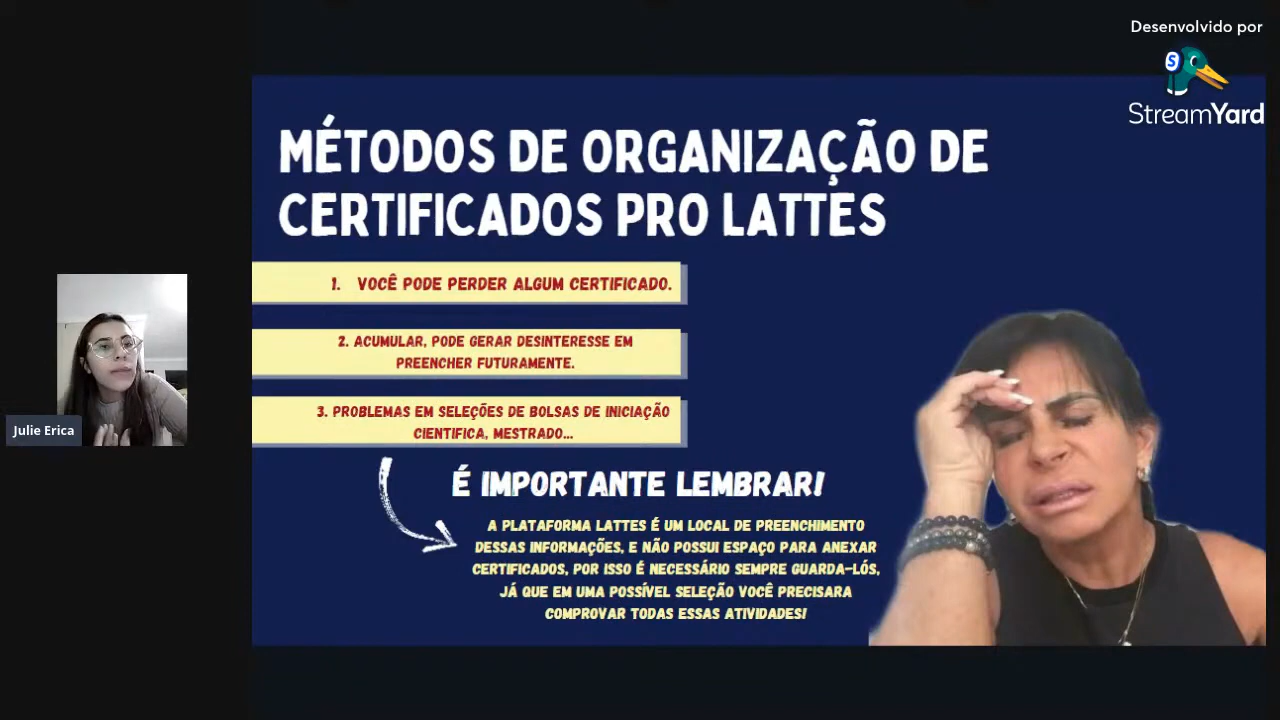 Desenvolvido por
StreamYard
MÉTODOS DE ORGANIZAÇÃO DE
CERTIFICADOS PRO LATTES
1. VOCÊ PODE PERDER ALGUM CERTIFICADO.
2. ACUMULAR, PODE GERAR DESINTERESSE EM
PREENCHER FUTURAMENTE.
3. PROBLEMAS EM SELEÇÕES DE BOLSAS DE INICIAÇÃO
CIENTIFICA, MESTRADO...
É IMPORTANTE LEMBRAR!
A PLATAFORMA LATTES É UM LOCAL DE PREENCHIMENTO
DESSAS INFORMAÇÕES, E NÃO POSSUI ESPAÇO PARA ANEXAR
CERTIFICADOS, POR ISSO É NECESSÁRIO SEMPRE GUARDA-LÓS,
JÁ QUE EM UMA POSSÍVEL SELEÇÃO VOCÊ PRECISARA
COMPROVAR TODAS ESSAS ATIVIDADES!
Julie Erica